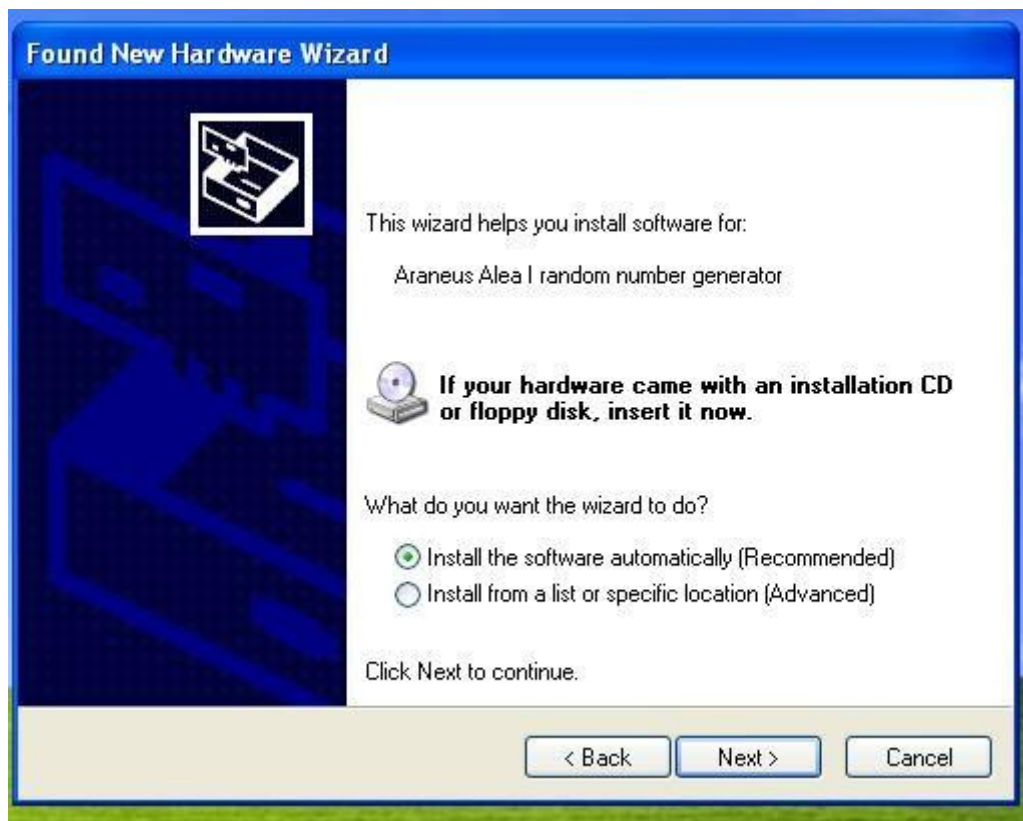 Found New Hardware Wizard
This wizard helps you install software for:
Araneus Alea I random number generator
If your hardware came with an installation CD
or floppy disk, insert it now.
What do you want the wizard to do?
Install the software automatically (Recommended)
Install from a list or specific location (Advanced)
Click Next to continue.
< Back
Next >
Cancel